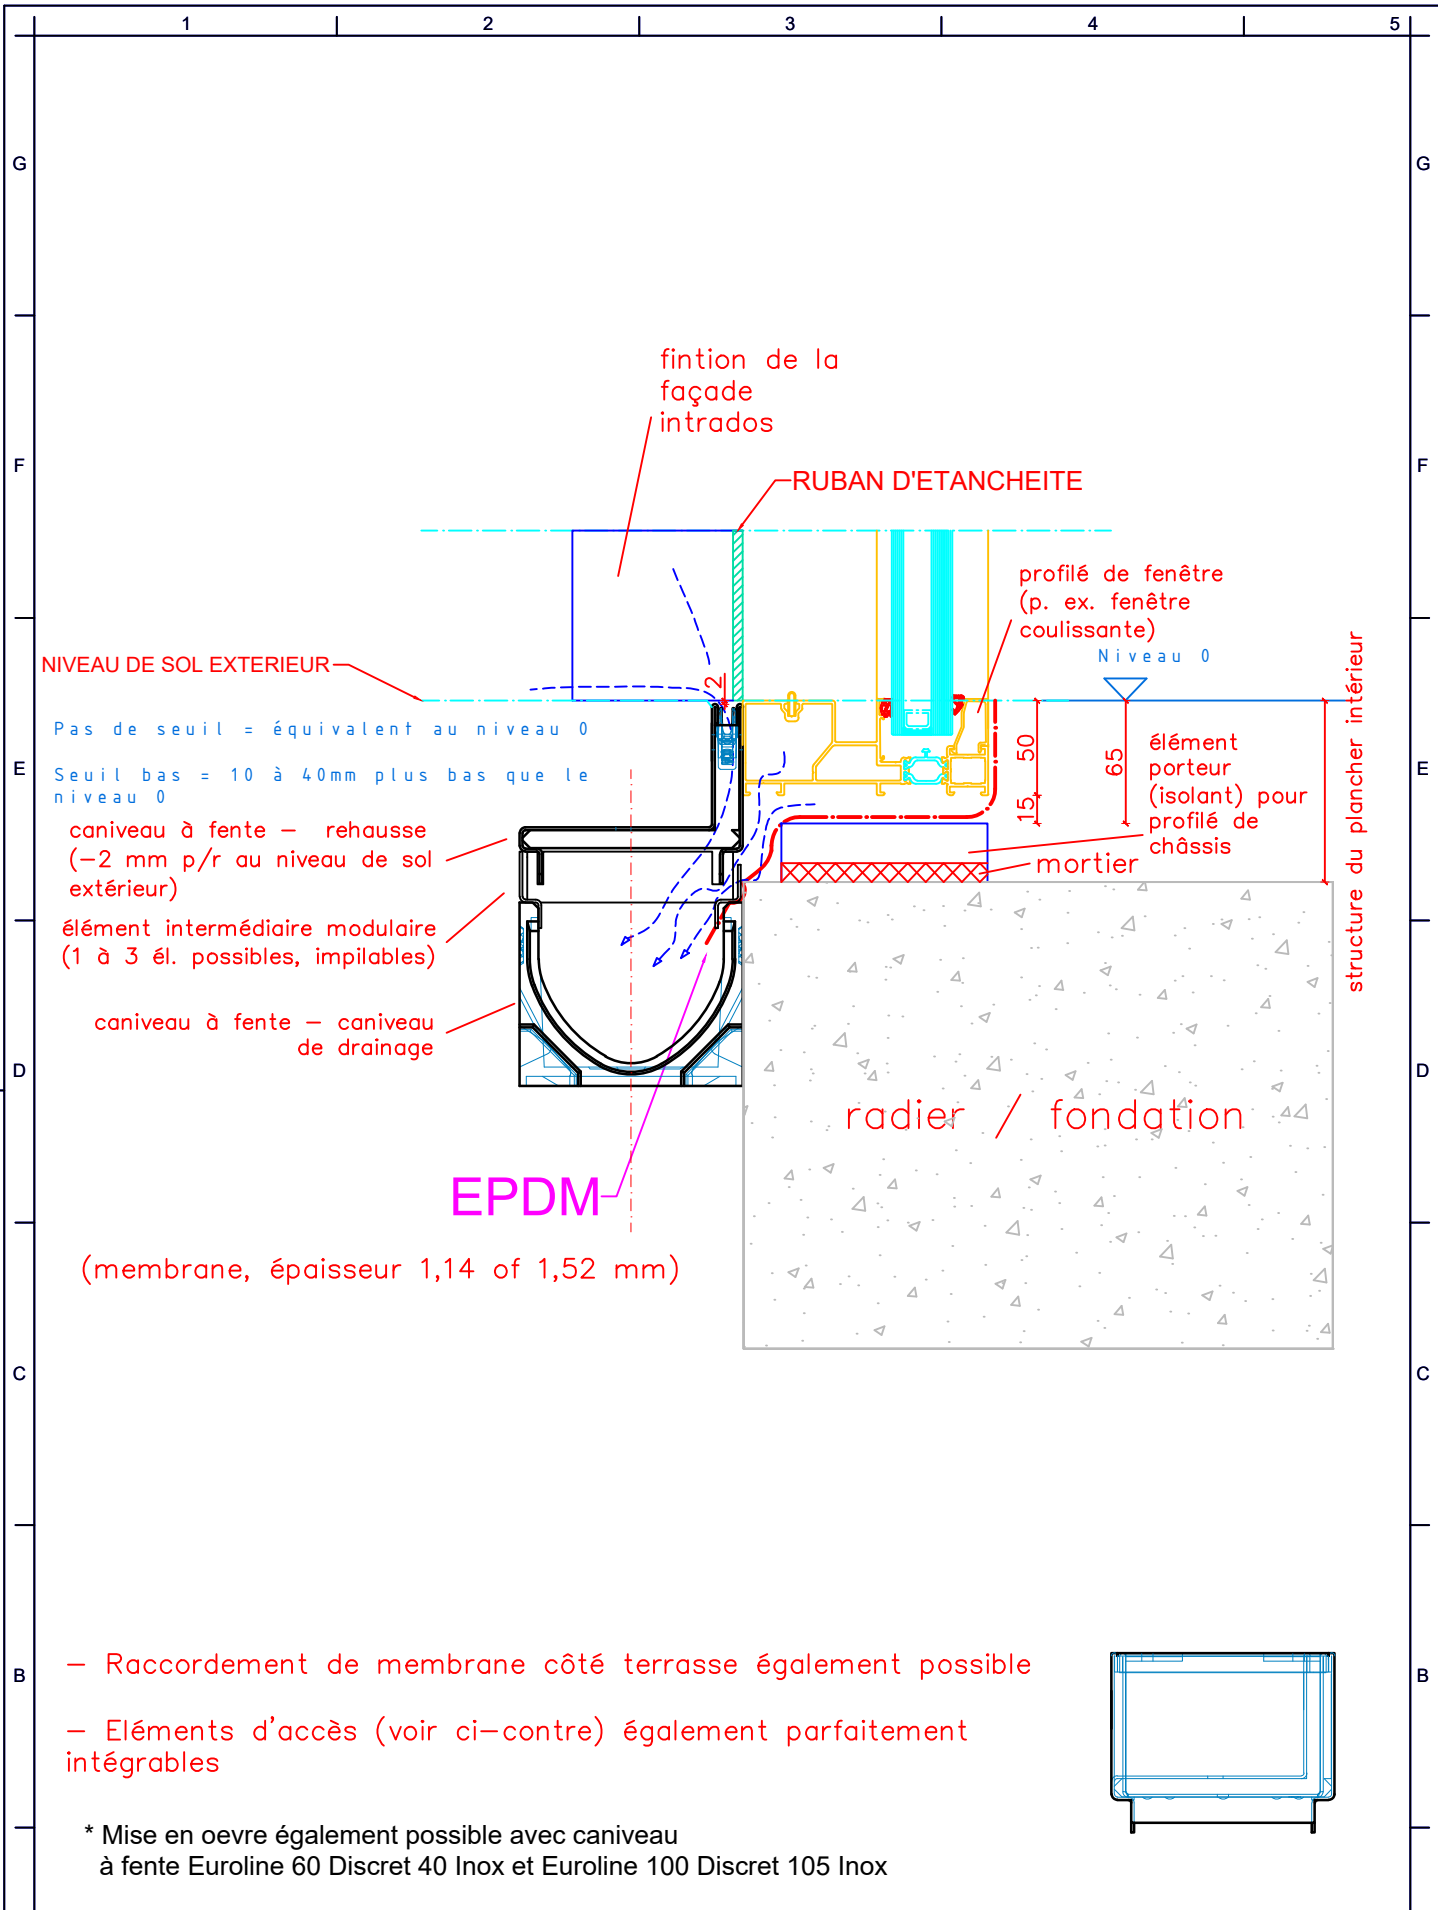 1 2 3 4 5
G G
fintion de la
façade
intrados
F F
RUBAN D'ETANCHEITE
profilé de fenêtre
(p. ex. fenêtre
coulissante)
Niveau 0
NIVEAU DE SOL EXTERIEUR
2
Pas de seuil = équivalent au niveau 0
E E
Seuil bas = 10 à 40mm plus bas que le
niveau 0
50
15
65
élément
porteur
(isolant) pour
profilé de
châssis
structure du plancher intérieur
caniveau à fente – rehausse
(–2 mm p/r au niveau de sol
extérieur)
mortier
élément intermédiaire modulaire
(1 à 3 él. possibles, impilables)
caniveau à fente – caniveau
de drainage
D D
radier / fondation
EPDM
(membrane, épaisseur 1,14 of 1,52 mm)
C C
– Raccordement de membrane côté terrasse également possible
B B
– Eléments d'accès (voir ci–contre) également parfaitement
intégrables
* Mise en oevre également possible avec caniveau
à fente Euroline 60 Discret 40 Inox et Euroline 100 Discret 105 Inox